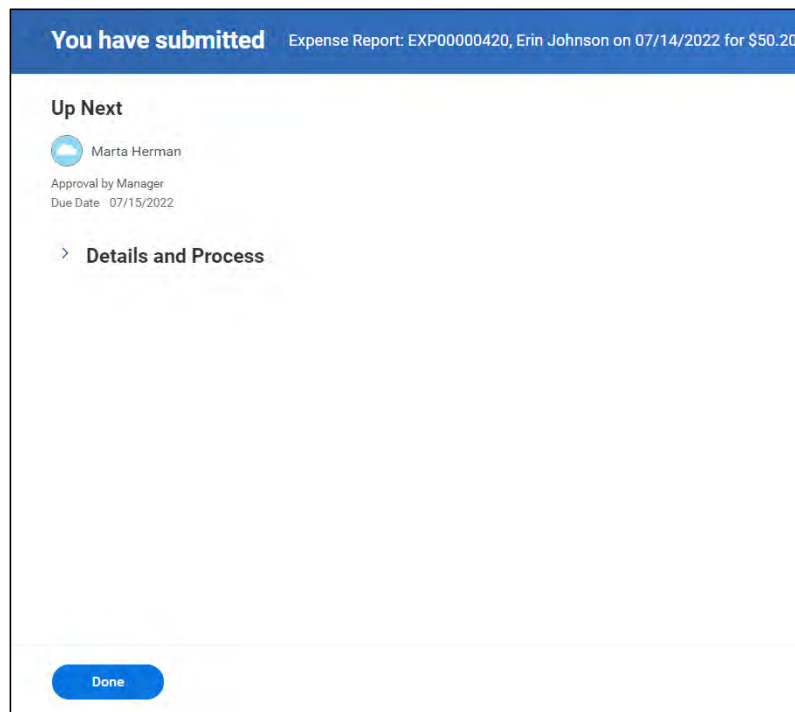 You have submitted Expense Report: EXP00000420, Erin Johnson on 07/14/2022 for $50.20
Up Next
Marta Herman
Approval by Manager
Due Date 07/15/2022
Details and Process
Done